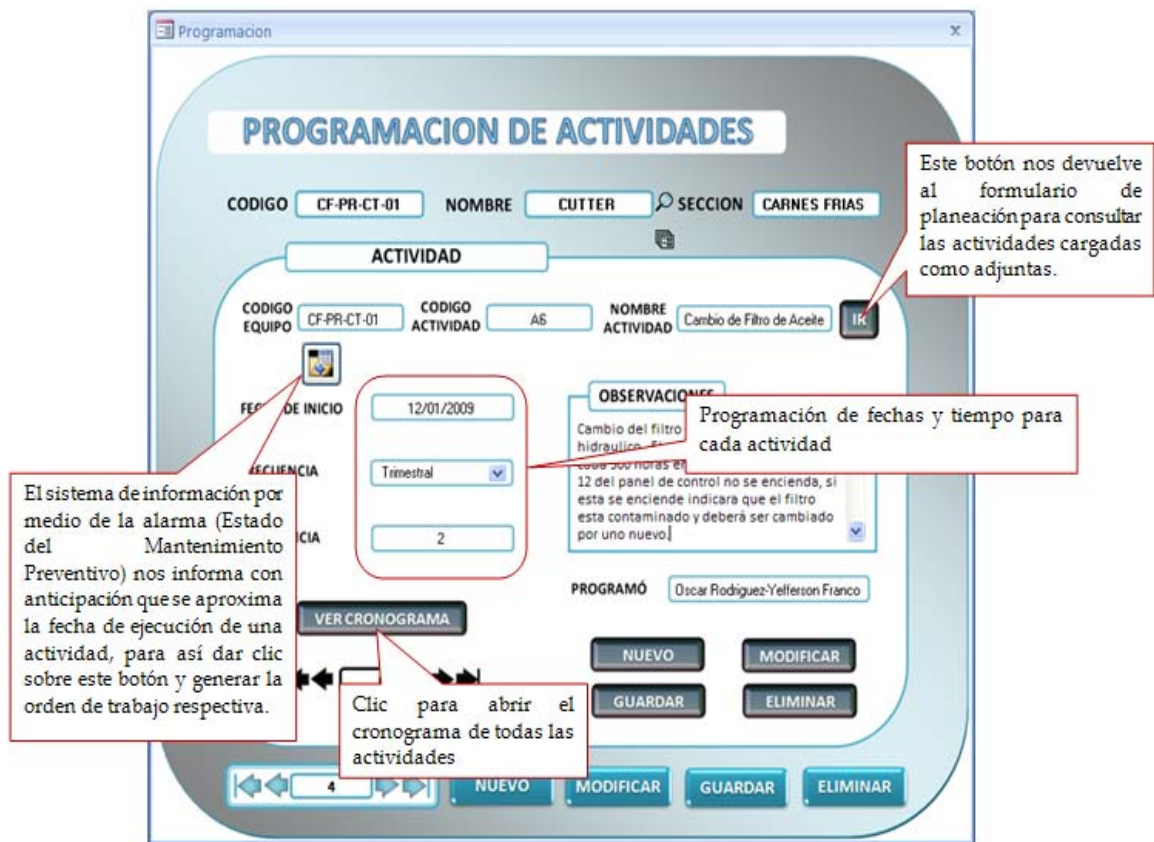 Programacion
x
PROGRAMACION DE ACTIVIDADES
CODIGO CF-PR-CT-01 NOMBRE CUTTER SECCION CARNES FRIAS
Este botón nos devuelve
al formulario de
planeación para consultar
las actividades cargadas
como adjuntas.
ACTIVIDAD
CODIGO
EQUIPO
CF-PR-CT-01
CODIGO
ACTIVIDAD
A6
NOMBRE
ACTIVIDAD
Cambio de Filtro de Aceite
IR
DE INICIO
12/01/2009
OBSERVACIONES
Cambio del filtro
Programación de fechas y tiempo para
cada actividad
Trimestral
12 del panel de control no se encienda, si
esta se enciende indicara que el filtro
esta contaminado y deberá ser cambiado
por uno nuevo.
2
El sistema de información por
medio de la alarma (Estado
del Mantenimiento
Preventivo) nos informa con
anticipación que se aproxima
la fecha de ejecución de una
actividad, para así dar clic
sobre este botón y generar la
orden de trabajo respectiva.
PROGRAMÓ Oscar Rodriguez-Yefferson Franco
VER CRONOGRAMA
NUEVO MODIFICAR
GUARDAR ELIMINAR
Clic para abrir el
cronograma de todas las
actividades
4
NUEVO MODIFICAR GUARDAR ELIMINAR